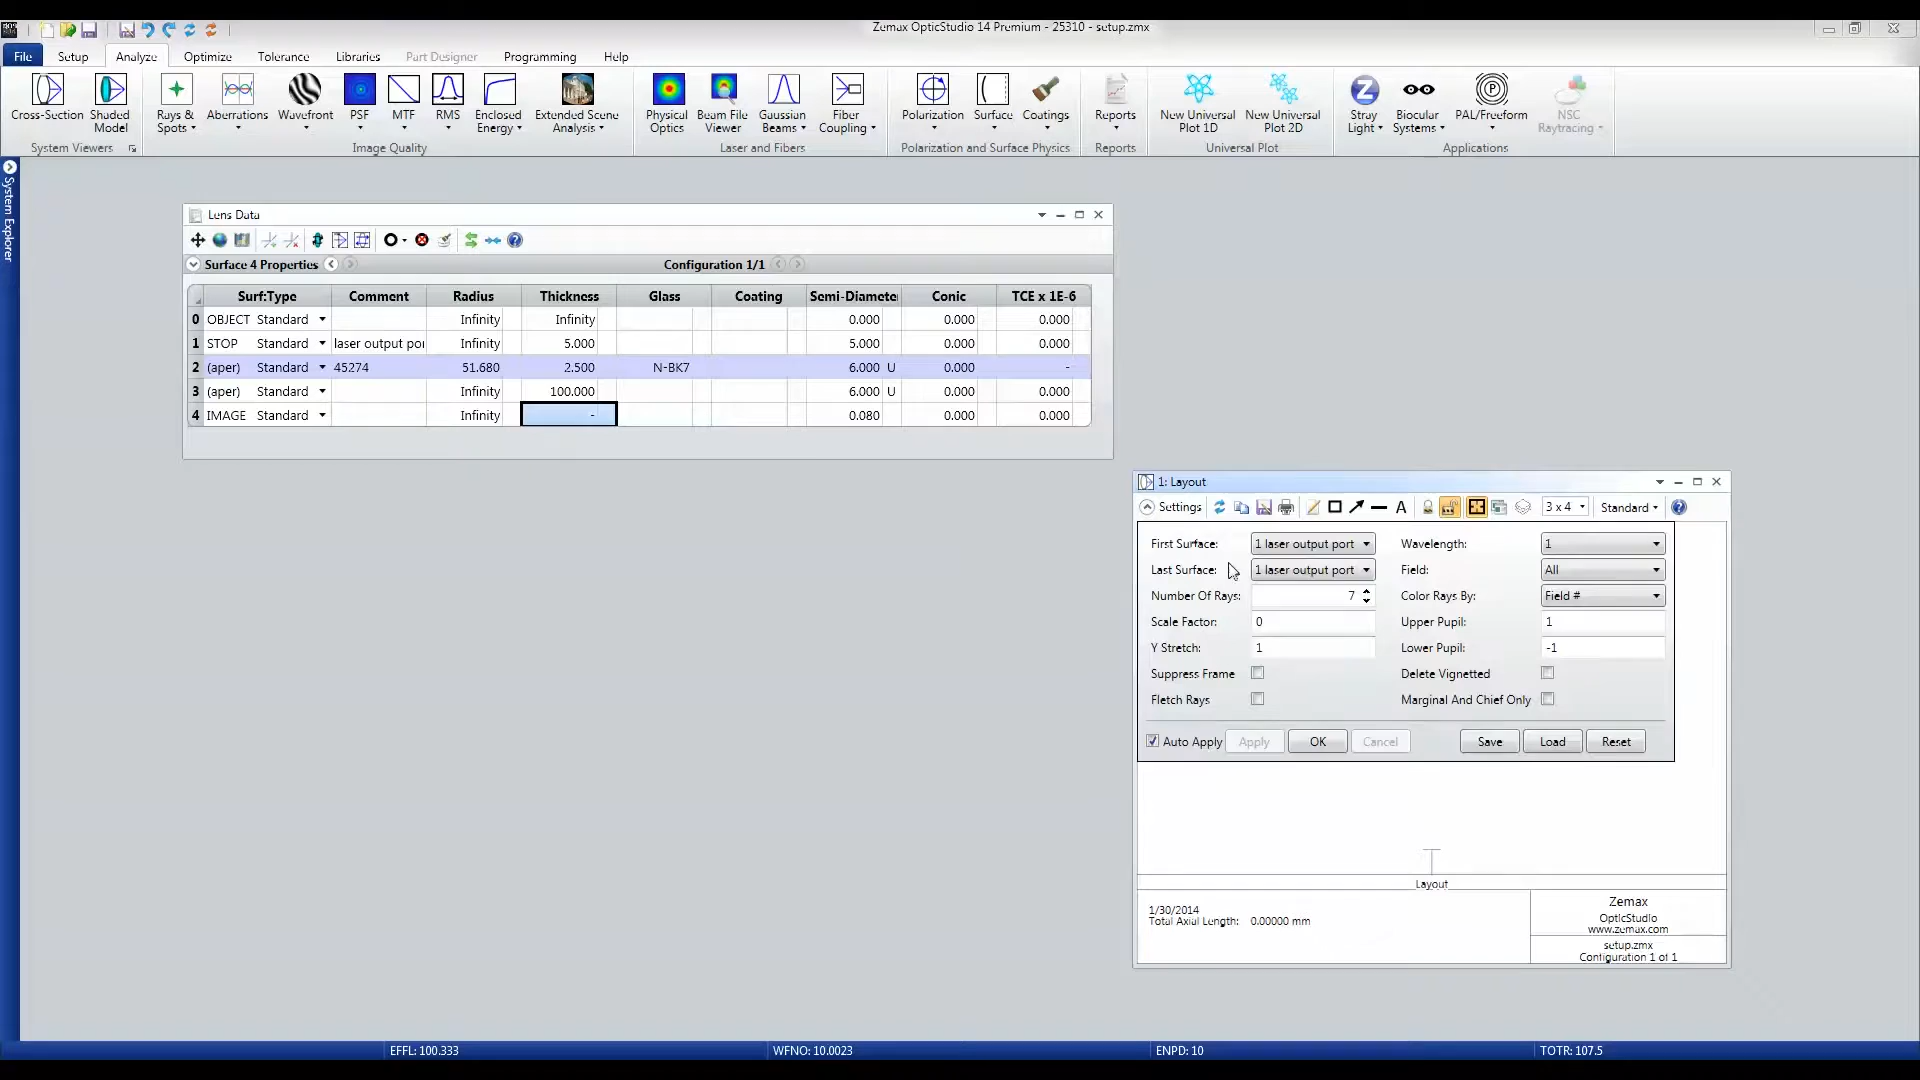 Zemax OpticStudio 14 Premium - 25310 - setup.zmx
File Setup Analyze Optimize Tolerance Libraries Part Designer Programming Help
Cross-Section
Shaded
Model
Rays &
Spots
Aberrations
Wavefront
PSF
MTF
RMS
Enclosed
Energy
Extended Scene
Analysis
Physical
Optics
Beam File
Viewer
Gaussian
Beams
Fiber
Coupling
Polarization
Surface
Coatings
Reports
New Universal
Plot 1D
New Universal
Plot 2D
Stray
Light
Biocular
Systems
PAL/Freeform
NSC
Raytracing
System Viewers
Image Quality
Laser and Fibers
Polarization and Surface Physics
Reports
Universal Plot
Applications
System Explorer
Lens Data
Surface 4 Properties
Configuration 1/1
Surf:Type Comment Radius Thickness Glass Coating Semi-Diamete Conic TCE x 1E-6
0 OBJECT Standard Infinity Infinity 0.000 0.000 0.000
1 STOP Standard laser output por Infinity 5.000 5.000 0.000 0.000
2 (aper) Standard 45274 51.680 2.500 N-BK7 6.000 U 0.000 -
3 (aper) Standard Infinity 100.000 6.000 U 0.000 0.000
4 IMAGE Standard Infinity - 0.080 0.000 0.000
1: Layout
Settings
A
3 x 4
Standard
First Surface: 1 laser output port Wavelength: 1
Last Surface: 1 laser output port Field: All
Number Of Rays: 7 Color Rays By: Field #
Scale Factor: 0 Upper Pupil: 1
Y Stretch: 1 Lower Pupil: -1
Suppress Frame Delete Vignetted
Fletch Rays Marginal And Chief Only
Auto Apply Apply OK Cancel Save Load Reset
Layout
1/30/2014
Total Axial Length: 0.00000 mm
Zemax
OpticStudio
www.zemax.com
setup.zmx
Configuration 1 of 1
EFFL: 100.333 WFNO: 10.0023 ENPD: 10 TOTR: 107.5